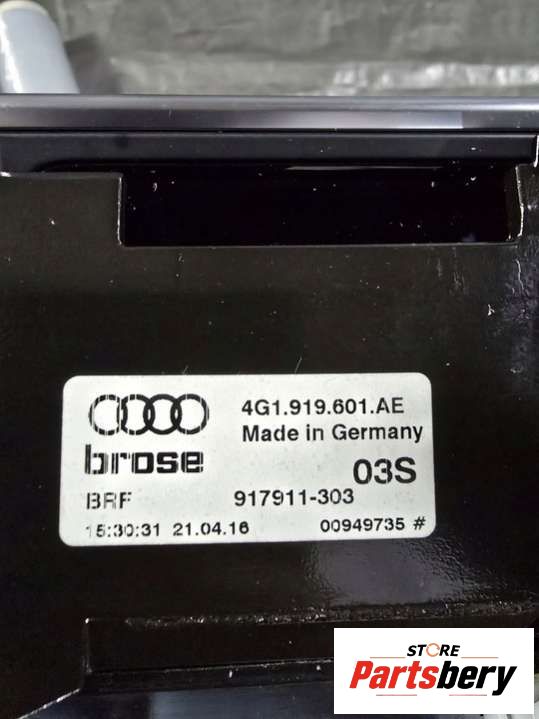 4G1.919.601.AE
Made in Germany
brose
03S
BRF 917911-303
15:30:31 21.04.16 00949735 #
STORE
Partsbery